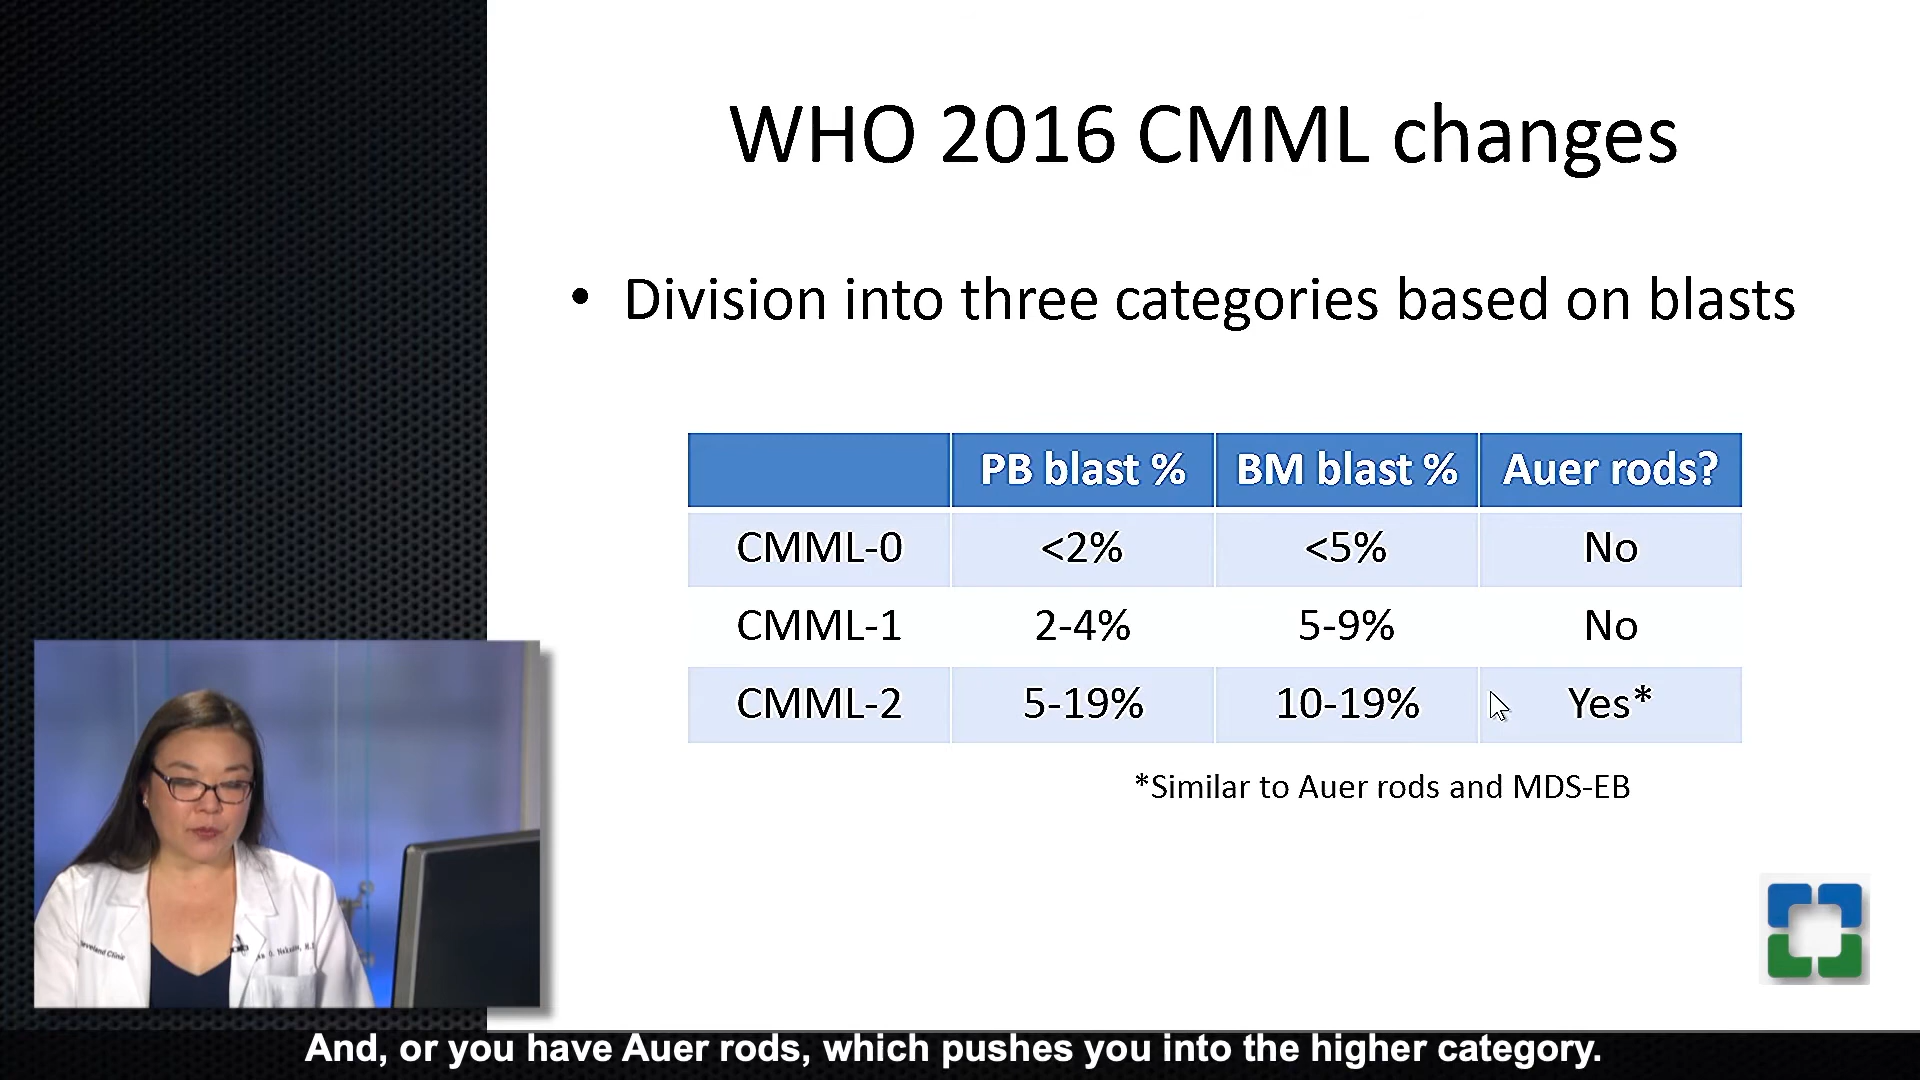 WHO 2016 CMML changes
• Division into three categories based on blasts
PB blast % BM blast % Auer rods?
CMML-0 <2% <5% No
CMML-1 2-4% 5-9% No
CMML-2 5-19% 10-19% Yes*
*Similar to Auer rods and MDS-EB
Cleveland Clinic
And, or you have Auer rods, which pushes you into the higher category.